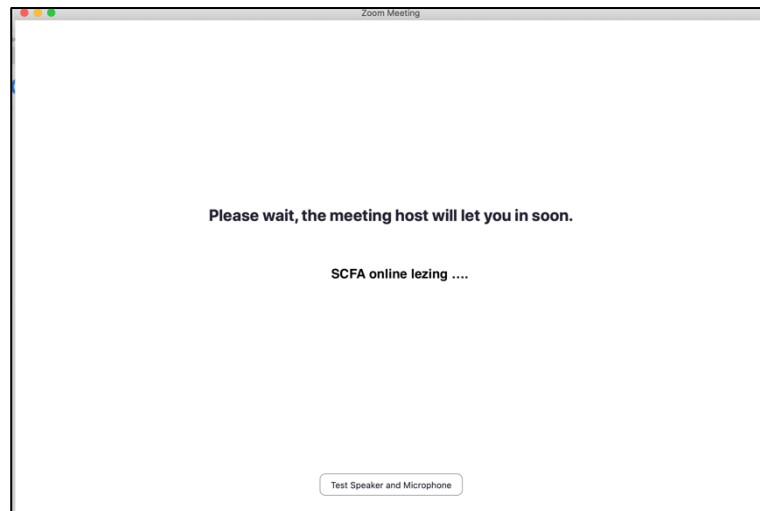 Zoom Meeting
Please wait, the meeting host will let you in soon.
SCFA online lezing ....
Test Speaker and Microphone